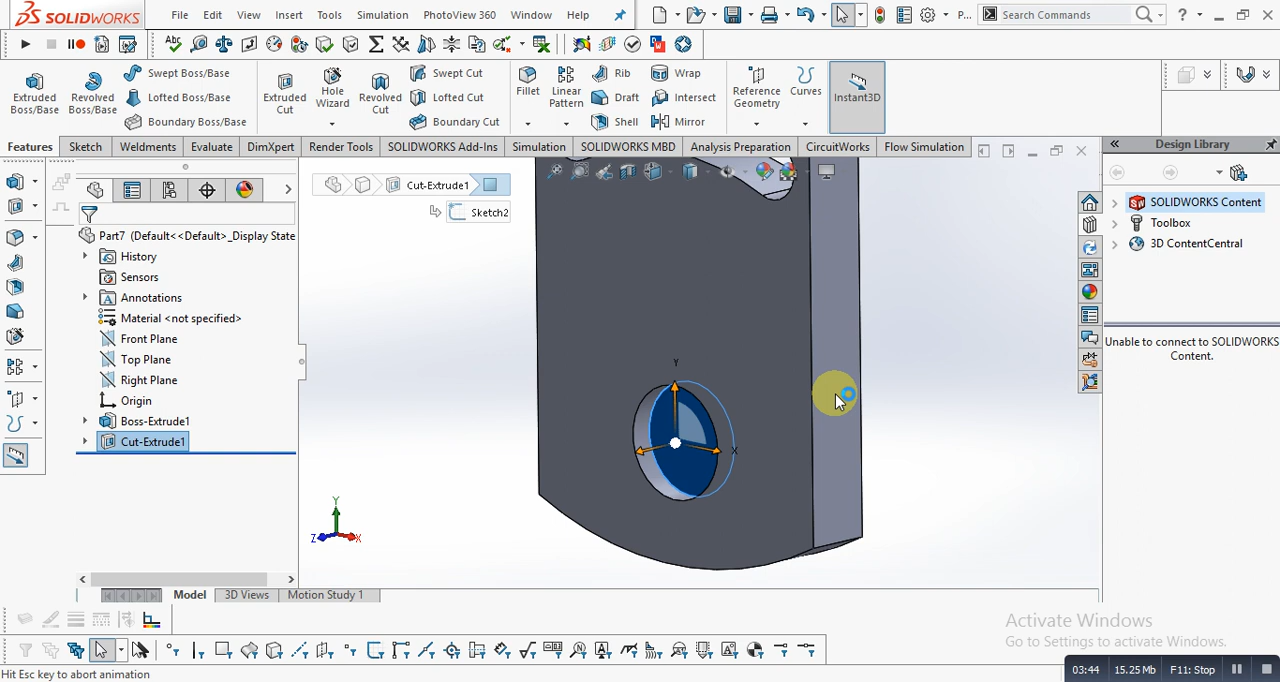 SOLIDWORKS File Edit View Insert Tools Simulation PhotoView 360 Window Help P... Search Commands ?
Extruded Boss/Base
Revolved Boss/Base
Swept Boss/Base
Lofted Boss/Base
Boundary Boss/Base
Extruded Cut
Hole Wizard
Revolved Cut
Swept Cut
Lofted Cut
Boundary Cut
Fillet
Linear Pattern
Rib
Draft
Shell
Wrap
Intersect
Mirror
Reference Geometry
Curves
Instant3D
Features Sketch Weldments Evaluate DimXpert Render Tools SOLIDWORKS Add-Ins Simulation SOLIDWORKS MBD Analysis Preparation CircuitWorks Flow Simulation
Design Library
Cut-Extrude1
Sketch2
Part7 (Default<<Default>_Display State
History
Sensors
Annotations
Material <not specified>
Front Plane
Top Plane
Right Plane
Origin
Boss-Extrude1
Cut-Extrude1
SOLIDWORKS Content
Toolbox
3D ContentCentral
Unable to connect to SOLIDWORKS
Content.
Y
X
Y
Z
X
Model 3D Views Motion Study 1
Activate Windows
Go to Settings to activate Windows.
Hit Esc key to abort animation
03:44 15.25 Mb F11: Stop